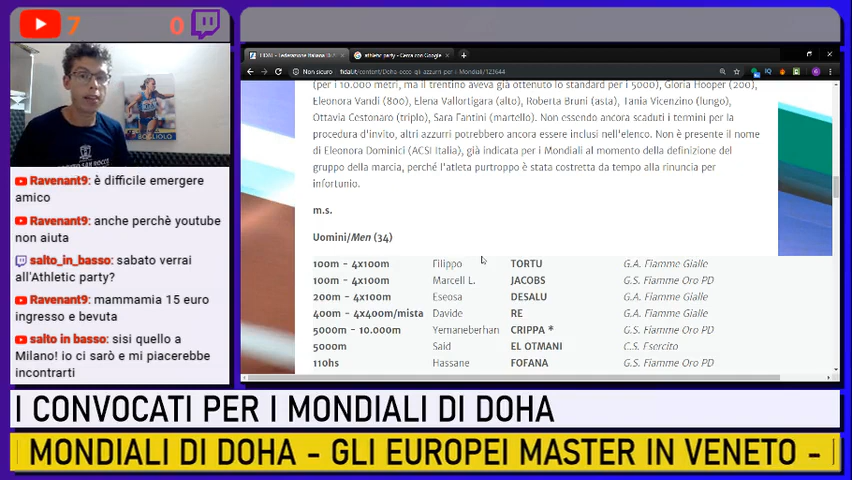 7
0
FIDAL - Federazione Italiana Di At
athletic party - Cerca con Google
Non sicuro
fidal.it/content/Doha-ecco-gli-azzurri-per-i-Mondiali/123644
(per i 10.000 metri, ma il trentino aveva già ottenuto lo standard per i 5000), Gloria Hooper (200),
Eleonora Vandi (800), Elena Vallortigara (alto), Roberta Bruni (asta), Tania Vicenzino (lungo),
Ottavia Cestonaro (triplo), Sara Fantini (martello). Non essendo ancora scaduti i termini per la
procedura d'invito, altri azzurri potrebbero ancora essere inclusi nell'elenco. Non è presente il nome
di Eleonora Dominici (ACSI Italia), già indicata per i Mondiali al momento della definizione del
gruppo della marcia, perché l'atleta purtroppo è stata costretta da tempo alla rinuncia per
infortunio.
m.s.
Uomini/Men (34)
100m - 4x100m Filippo TORTU G.A. Fiamme Gialle
100m - 4x100m Marcell L. JACOBS G.S. Fiamme Oro PD
200m - 4x100m Eseosa DESALU G.A. Fiamme Gialle
400m - 4x400m/mista Davide RE G.A. Fiamme Gialle
5000m - 10.000m Yemaneberhan CRIPPA * G.S. Fiamme Oro PD
5000m Said EL OTMANI C.S. Esercito
110hs Hassane FOFANA G.S. Fiamme Oro PD
Ravenant9: è difficile emergere
amico
Ravenant9: anche perchè youtube
non aiuta
salto_in_basso: sabato verrai
all'Athletic party?
Ravenant9: mammamia 15 euro
ingresso e bevuta
salto in basso: sisi quello a
Milano! io ci sarò e mi piacerebbe
incontrarti
I CONVOCATI PER I MONDIALI DI DOHA
MONDIALI DI DOHA - GLI EUROPEI MASTER IN VENETO -